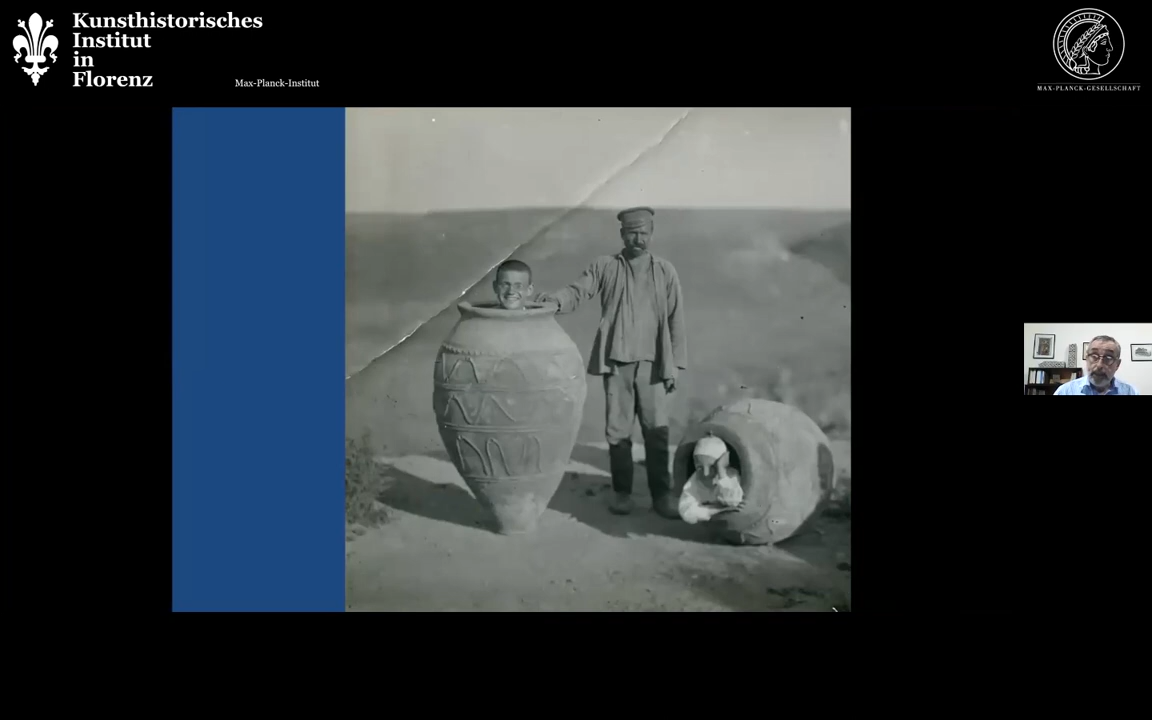 Kunsthistorisches
Institut
in
Florenz
Max-Planck-Institut
MAX-PLANCK-GESELLSCHAFT